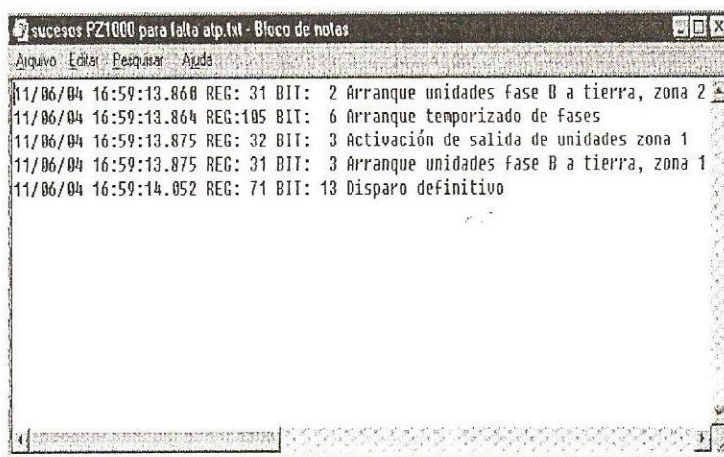 sucesos PZ1000 para falta atp.txt - Bloco de notas
Arquivo Editar Pesquisar Ajuda
11/06/04 16:59:13.860 REG: 31 BIT: 2 Arranque unidades fase B a tierra, zona 2
11/06/04 16:59:13.864 REG:105 BIT: 6 Arranque temporizado de fases
11/06/04 16:59:13.875 REG: 32 BIT: 3 Activación de salida de unidades zona 1
11/06/04 16:59:13.875 REG: 31 BIT: 3 Arranque unidades fase B a tierra, zona 1
11/06/04 16:59:14.052 REG: 71 BIT: 13 Disparo definitivo